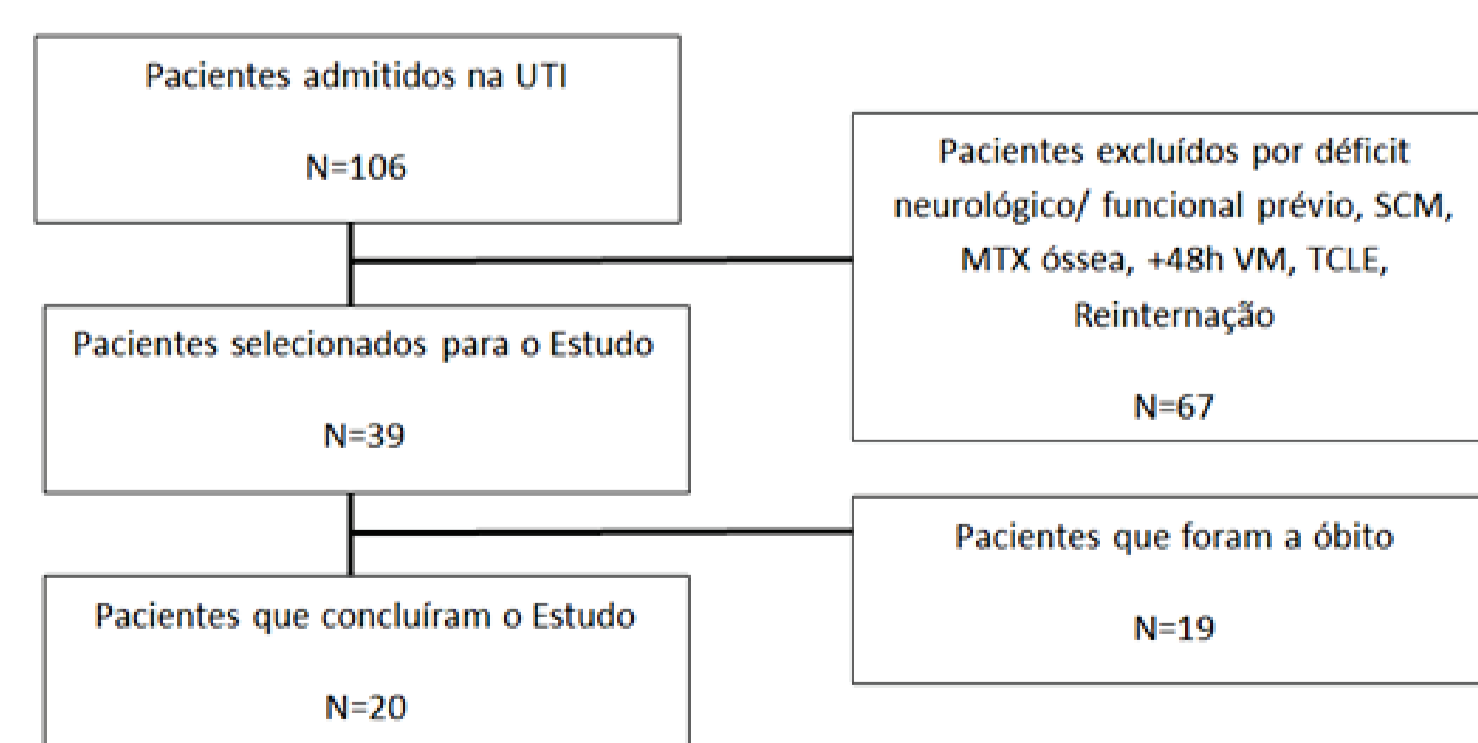 Pacientes admitidos na UTI
N=106
Pacientes excluídos por déficit
neurológico/ funcional prévio, SCM,
MTX óssea, +48h VM, TCLE,
Reinternação
N=67
Pacientes selecionados para o Estudo
N=39
Pacientes que foram a óbito
N=19
Pacientes que concluíram o Estudo
N=20